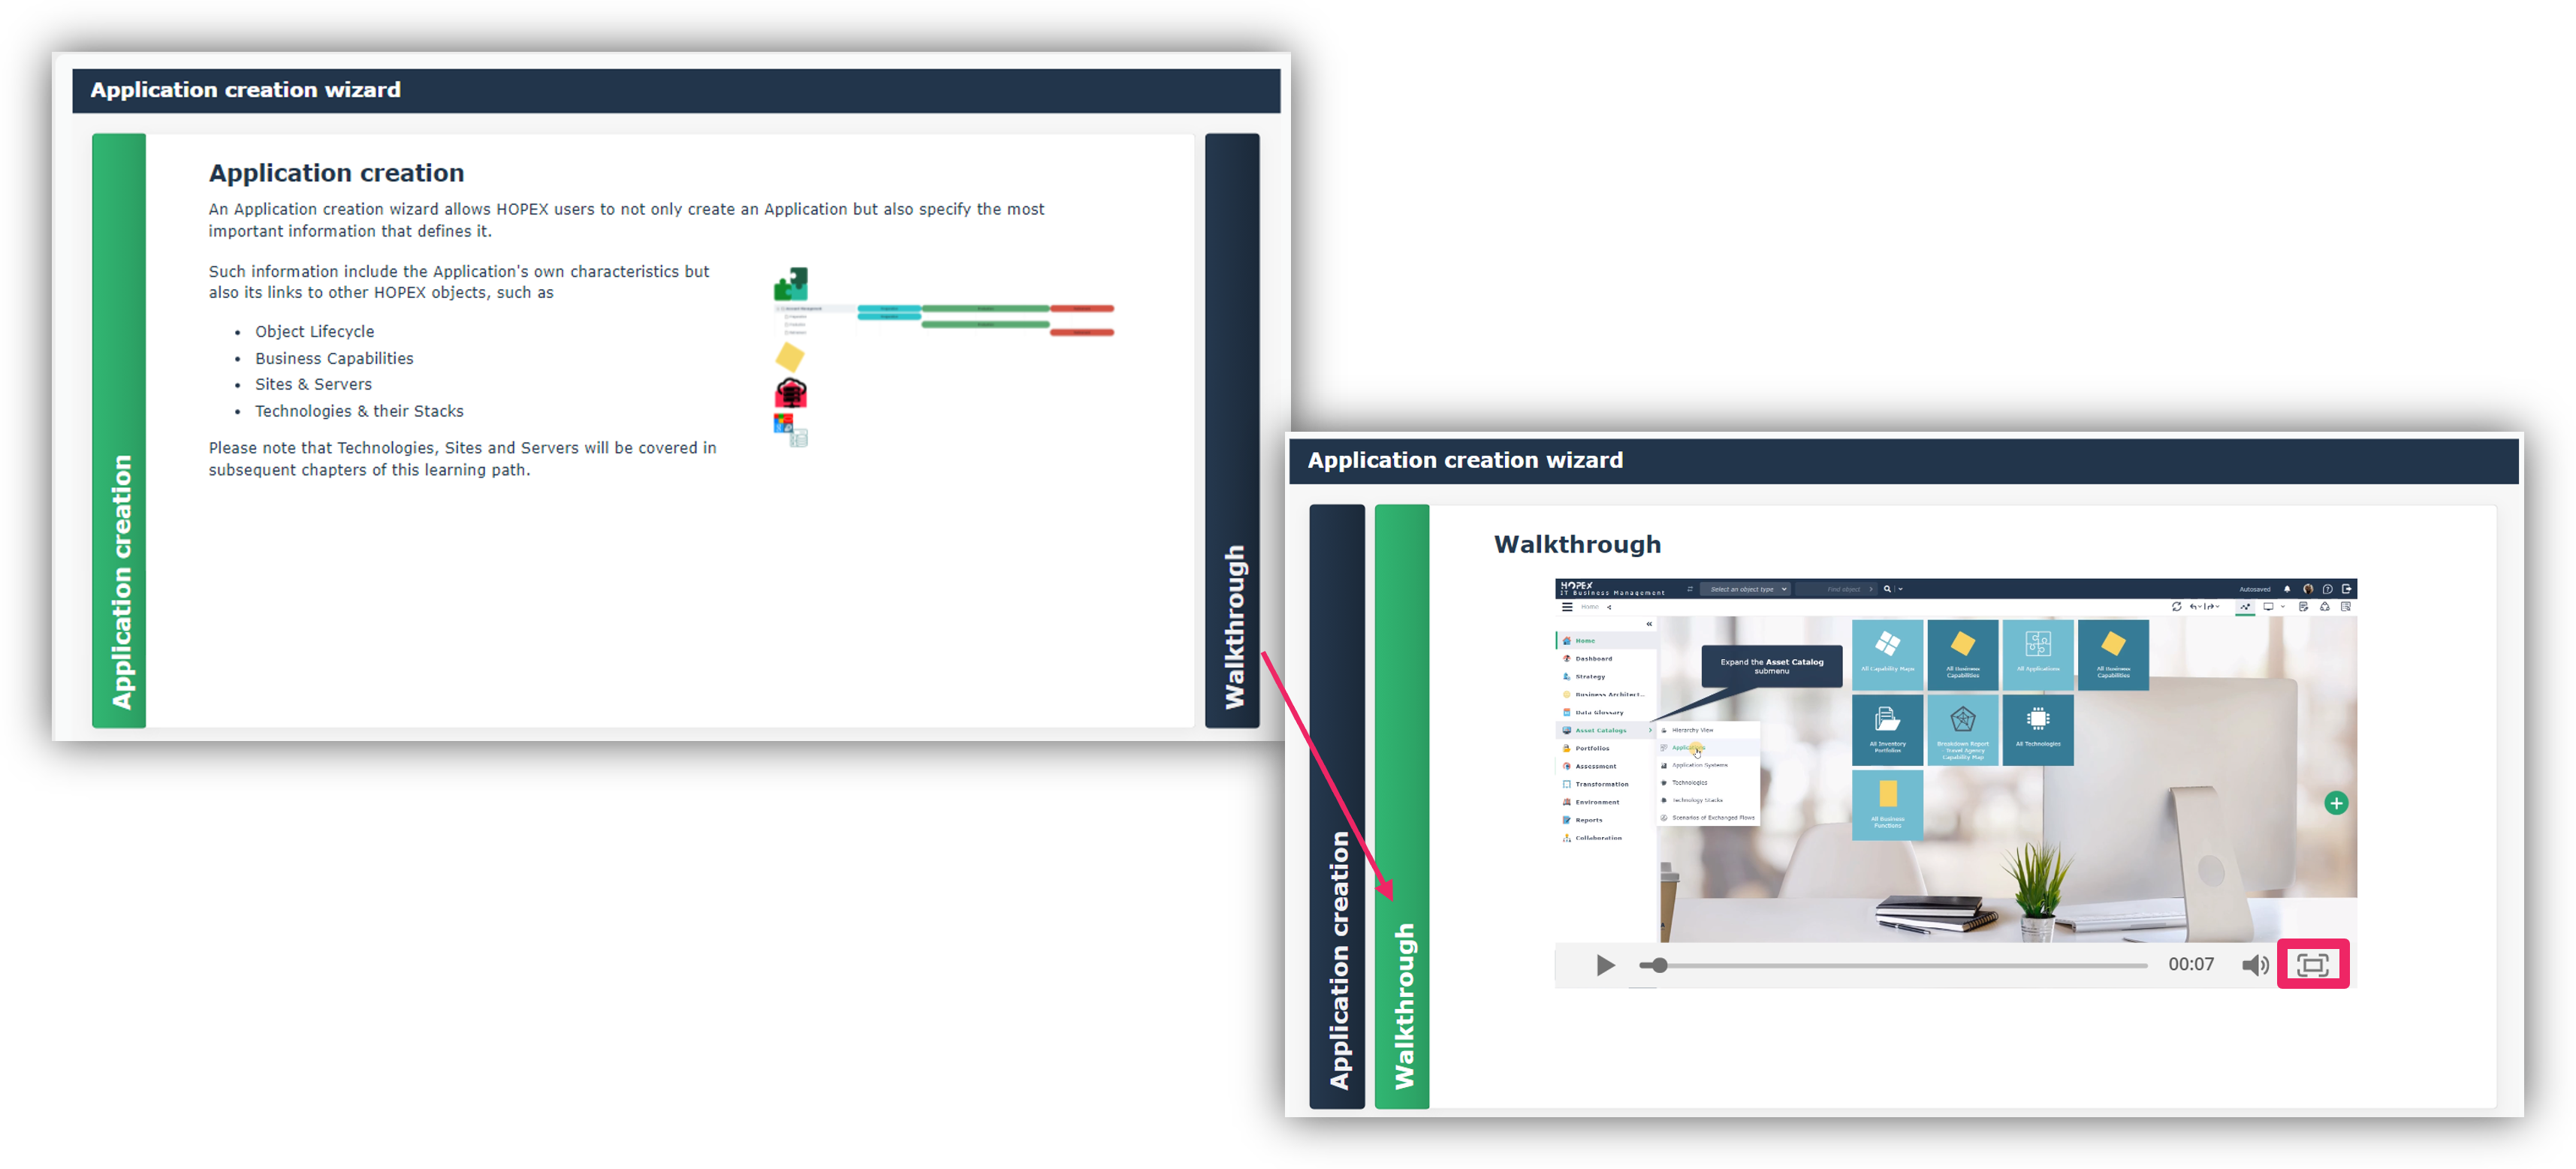 Application creation wizard
Application creation
Application creation
An Application creation wizard allows HOPEX users to not only create an Application but also specify the most
important information that defines it.
Such information include the Application's own characteristics but
also its links to other HOPEX objects, such as
• Object Lifecycle
• Business Capabilities
• Sites & Servers
• Technologies & their Stacks
Please note that Technologies, Sites and Servers will be covered in
subsequent chapters of this learning path.
Walkthrough
Application creation wizard
Application creation
Walkthrough
Walkthrough
HOPEX
IT Business Management
Select an object type
Find object
Autosaved
Home
Home
Dashboard
Strategy
Business Architect...
Data Glossary
Asset Catalogs
Portfolios
Assessment
Transformation
Environment
Reports
Collaboration
Expand the Asset Catalog
submenu
Hierarchy View
Application Systems
Technologies
Technology Stacks
Scenarios of Exchanged Flows
All Capability Maps
All Business
Capabilities
All Applications
All Business
Capabilities
All Inventory
Portfolios
Breakdown Report
- Travel Agency
Capability Map
All Technologies
All Business
Functions
00:07